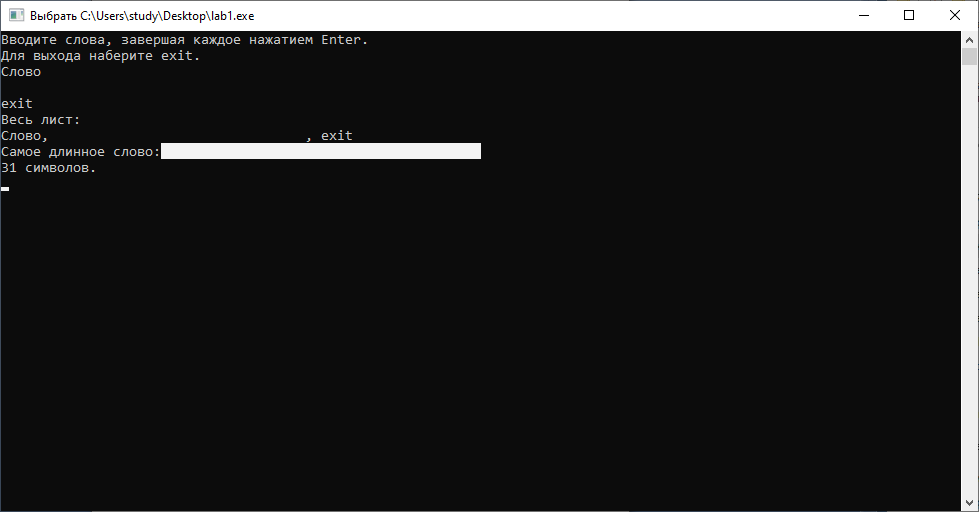 Выбрать C:\Users\study\Desktop\lab1.exe
Вводите слова, завершая каждое нажатием Enter.
Для выхода наберите exit.
Слово
exit
Весь лист:
Слово,                                , exit
Самое длинное слово:
31 символов.